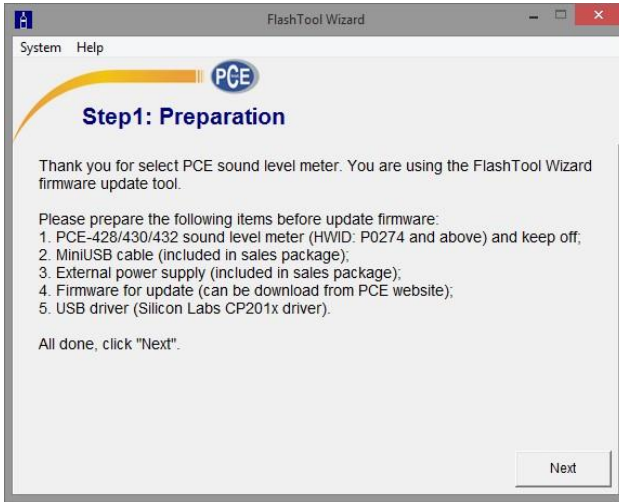 FlashTool Wizard
System Help
PCE
Step1: Preparation
Thank you for select PCE sound level meter. You are using the FlashTool Wizard
firmware update tool.
Please prepare the following items before update firmware:
1. PCE-428/430/432 sound level meter (HWID: P0274 and above) and keep off;
2. MiniUSB cable (included in sales package);
3. External power supply (included in sales package);
4. Firmware for update (can be download from PCE website);
5. USB driver (Silicon Labs CP201x driver).
All done, click "Next".
Next